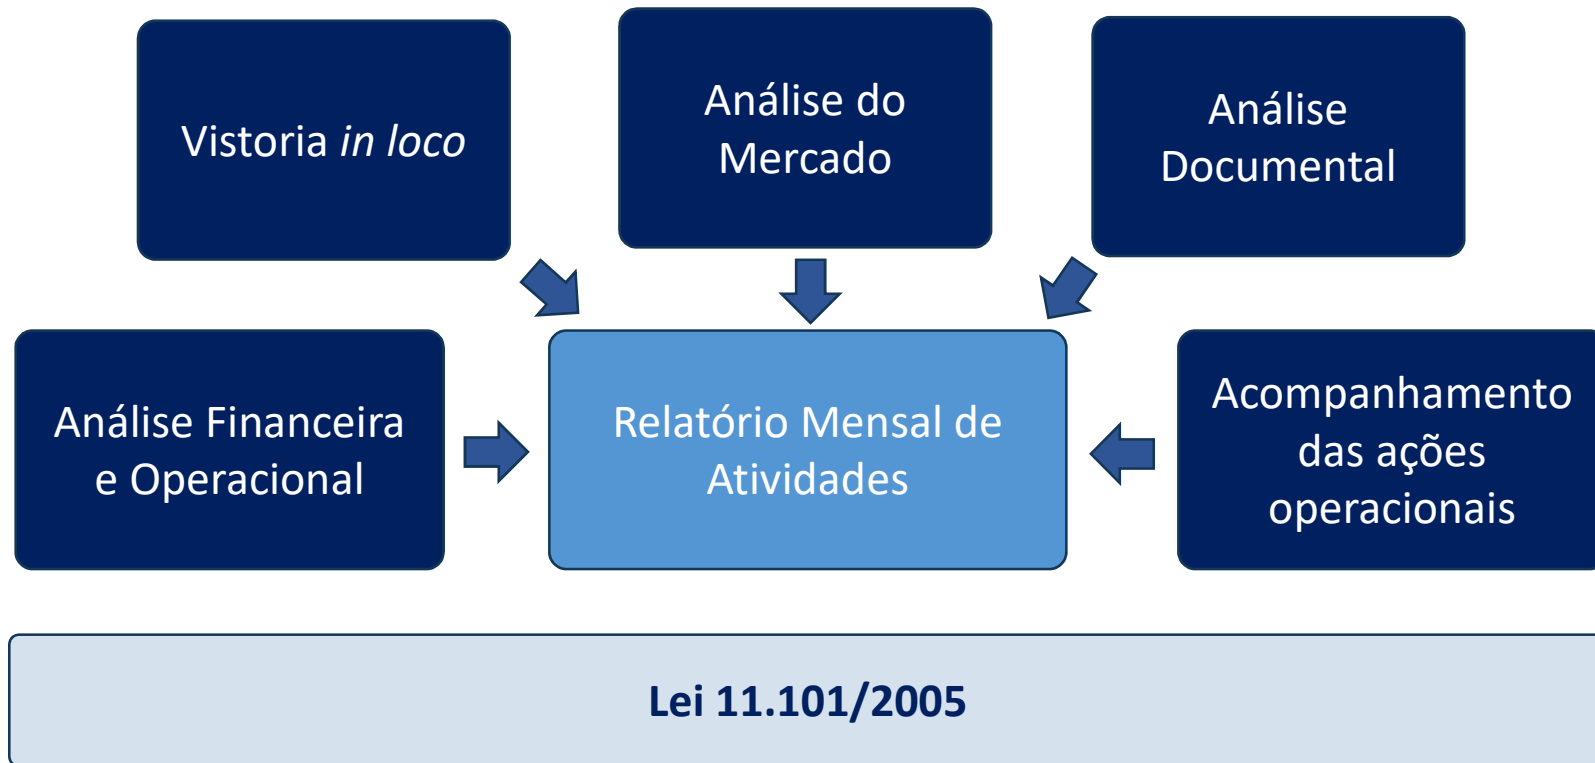 Vistoria in loco
Análise do
Mercado
Análise
Documental
Análise Financeira
e Operacional
Relatório Mensal de
Atividades
Acompanhamento
das ações
operacionais
Lei 11.101/2005